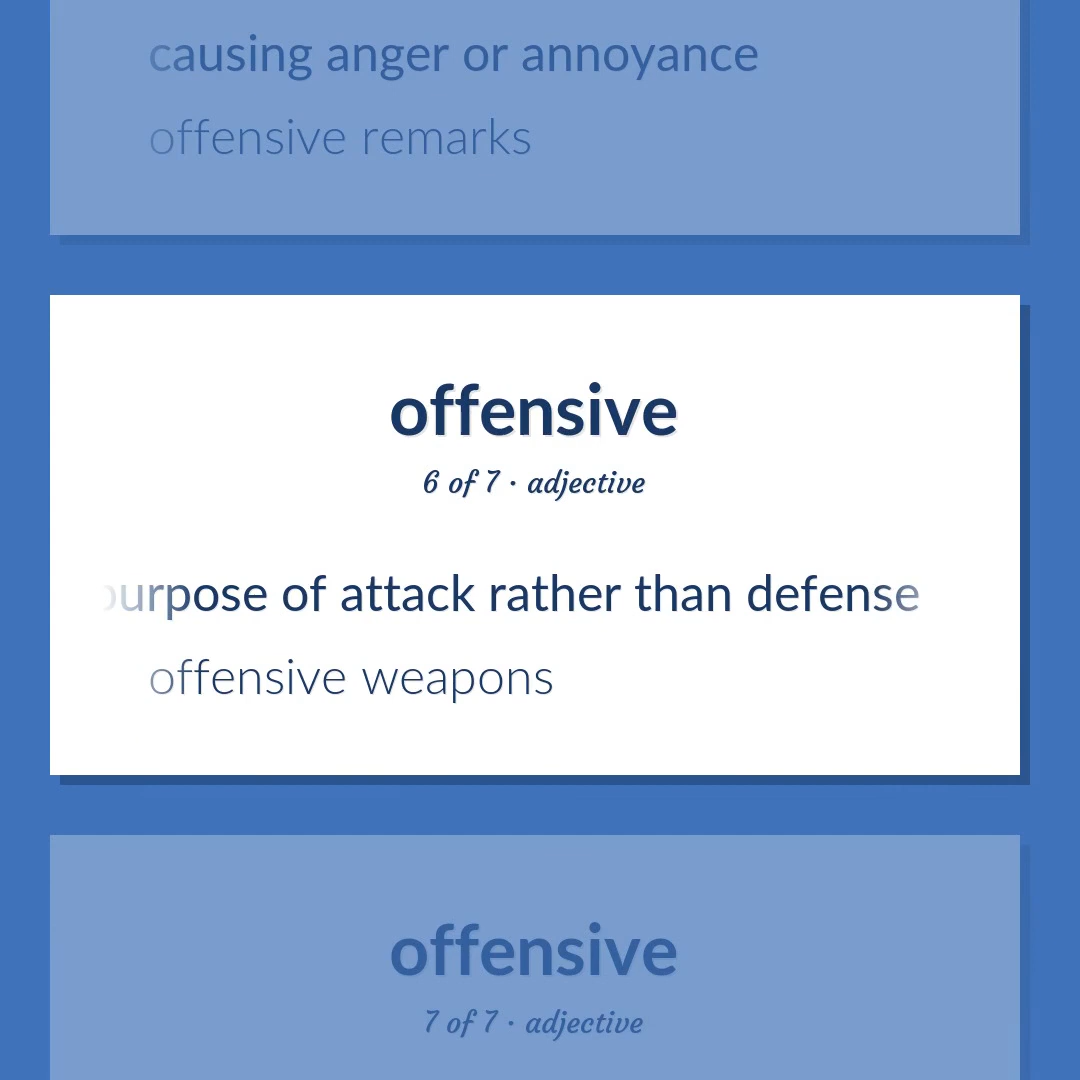 causing anger or annoyance
offensive remarks
offensive
6 of 7 · adjective
purpose of attack rather than defense
offensive weapons
offensive
7 of 7 · adjective